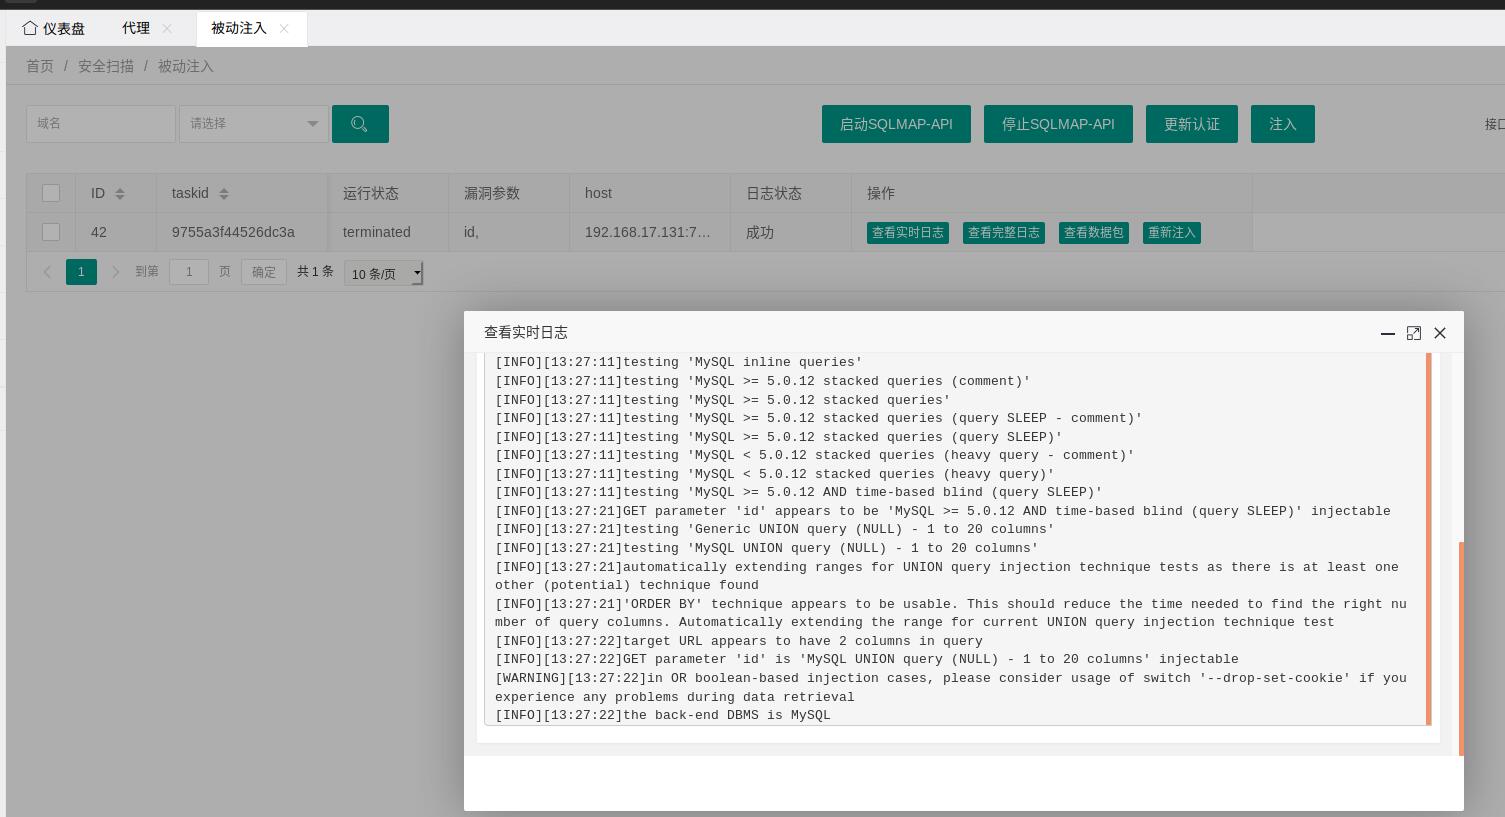 仪表盘 代理 被动注入
首页 / 安全扫描 / 被动注入
域名 请选择 启动SQLMAP-API 停止SQLMAP-API 更新认证 注入 接口
ID taskid 运行状态 漏洞参数 host 日志状态 操作
42 9755a3f44526dc3a terminated id, 192.168.17.131:7... 成功 查看实时日志 查看完整日志 查看数据包 重新注入
1 到第 1 页 确定 共 1 条 10 条/页
查看实时日志
[INFO][13:27:11]testing 'MySQL inline queries'
[INFO][13:27:11]testing 'MySQL >= 5.0.12 stacked queries (comment)'
[INFO][13:27:11]testing 'MySQL >= 5.0.12 stacked queries'
[INFO][13:27:11]testing 'MySQL >= 5.0.12 stacked queries (query SLEEP - comment)'
[INFO][13:27:11]testing 'MySQL >= 5.0.12 stacked queries (query SLEEP)'
[INFO][13:27:11]testing 'MySQL < 5.0.12 stacked queries (heavy query - comment)'
[INFO][13:27:11]testing 'MySQL < 5.0.12 stacked queries (heavy query)'
[INFO][13:27:11]testing 'MySQL >= 5.0.12 AND time-based blind (query SLEEP)'
[INFO][13:27:21]GET parameter 'id' appears to be 'MySQL >= 5.0.12 AND time-based blind (query SLEEP)' injectable
[INFO][13:27:21]testing 'Generic UNION query (NULL) - 1 to 20 columns'
[INFO][13:27:21]testing 'MySQL UNION query (NULL) - 1 to 20 columns'
[INFO][13:27:21]automatically extending ranges for UNION query injection technique tests as there is at least one
other (potential) technique found
[INFO][13:27:21]'ORDER BY' technique appears to be usable. This should reduce the time needed to find the right nu
mber of query columns. Automatically extending the range for current UNION query injection technique test
[INFO][13:27:22]target URL appears to have 2 columns in query
[INFO][13:27:22]GET parameter 'id' is 'MySQL UNION query (NULL) - 1 to 20 columns' injectable
[WARNING][13:27:22]in OR boolean-based injection cases, please consider usage of switch '--drop-set-cookie' if you
experience any problems during data retrieval
[INFO][13:27:22]the back-end DBMS is MySQL